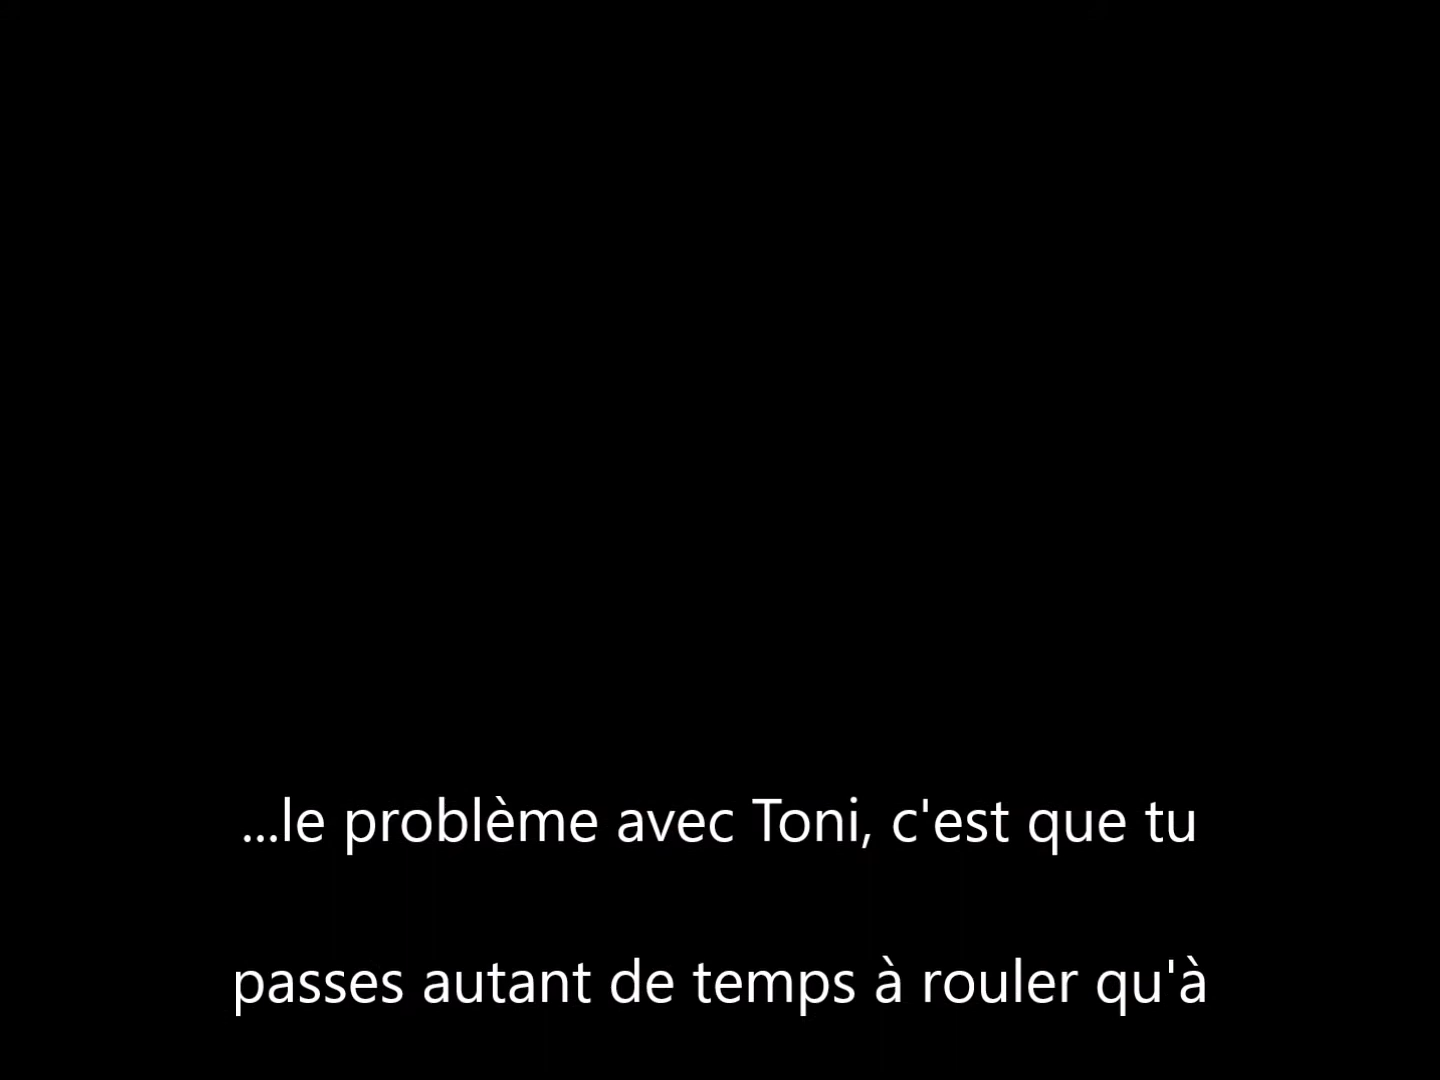 ...le problème avec Toni, c'est que tu
passes autant de temps à rouler qu'à